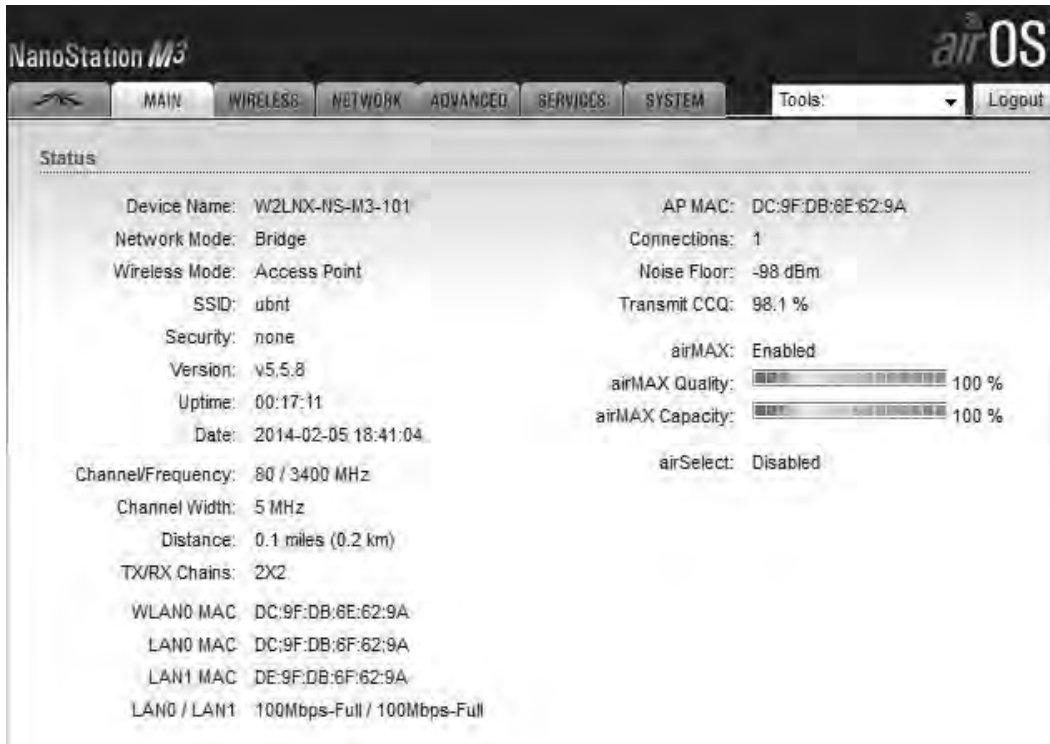 NanoStation M3
airOS
MAIN WIRELESS NETWORK ADVANCED SERVICES SYSTEM Tools: Logout
Status
Device Name: W2LNX-NS-M3-101
Network Mode: Bridge
Wireless Mode: Access Point
SSID: ubnt
Security: none
Version: v5.5.8
Uptime: 00:17:11
Date: 2014-02-05 18:41:04
Channel/Frequency: 80 / 3400 MHz
Channel Width: 5 MHz
Distance: 0.1 miles (0.2 km)
TX/RX Chains: 2X2
WLAN0 MAC DC:9F:DB:6E:62:9A
LAN0 MAC DC:9F:DB:6F:62:9A
LAN1 MAC DE:9F:DB:6F:62:9A
LAN0 / LAN1 100Mbps-Full / 100Mbps-Full
AP MAC: DC:9F:DB:6E:62:9A
Connections: 1
Noise Floor: -98 dBm
Transmit CCQ: 98.1 %
airMAX: Enabled
airMAX Quality: 100 %
airMAX Capacity: 100 %
airSelect: Disabled